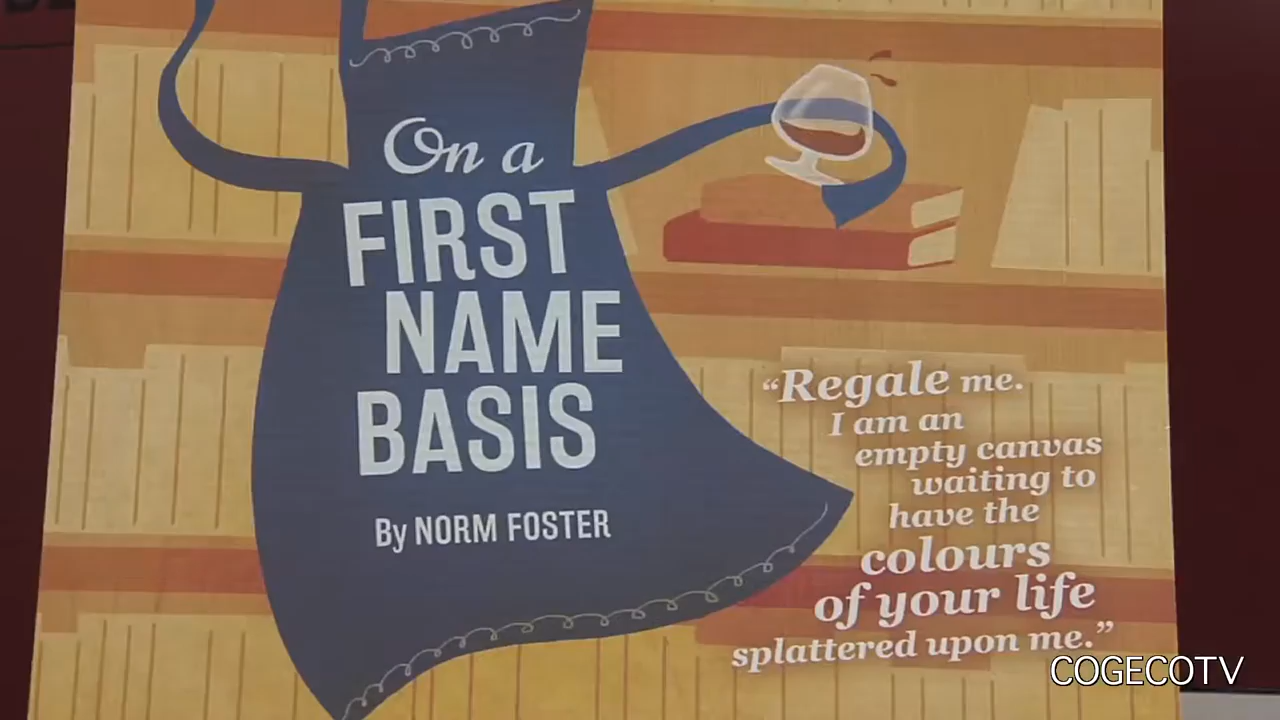 On a
FIRST
NAME
BASIS
By NORM FOSTER
“Regale me.
I am an
empty canvas
waiting to
have the
colours
of your life
splattered upon me.”
COGECOTV